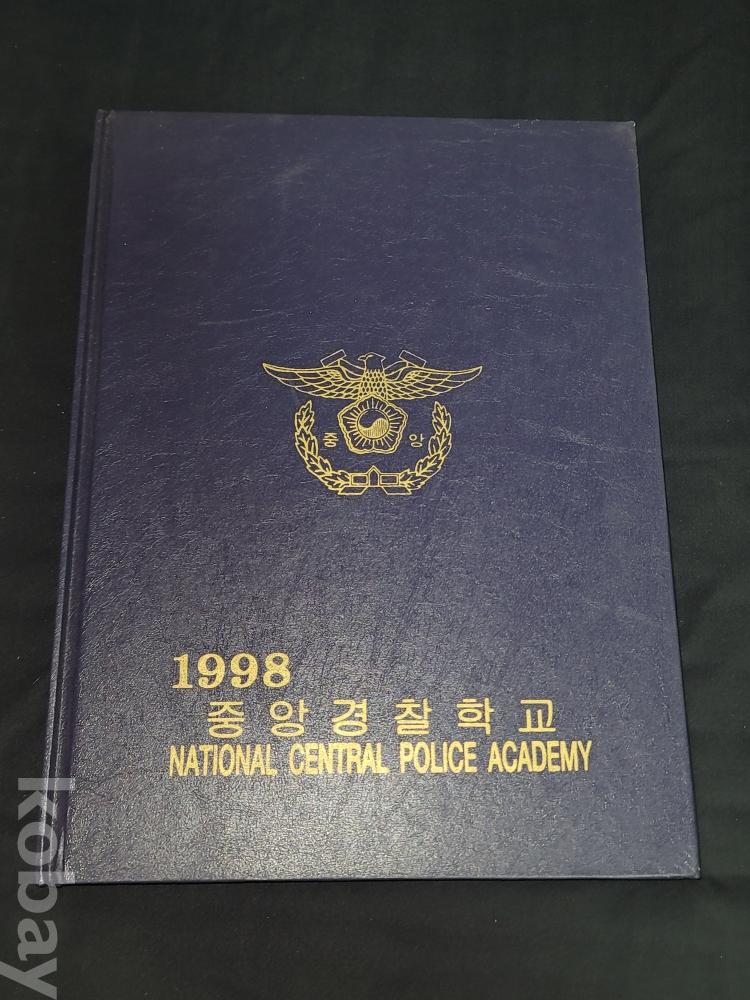 중 앙
1998
중앙경찰학교
NATIONAL CENTRAL POLICE ACADEMY
kobay